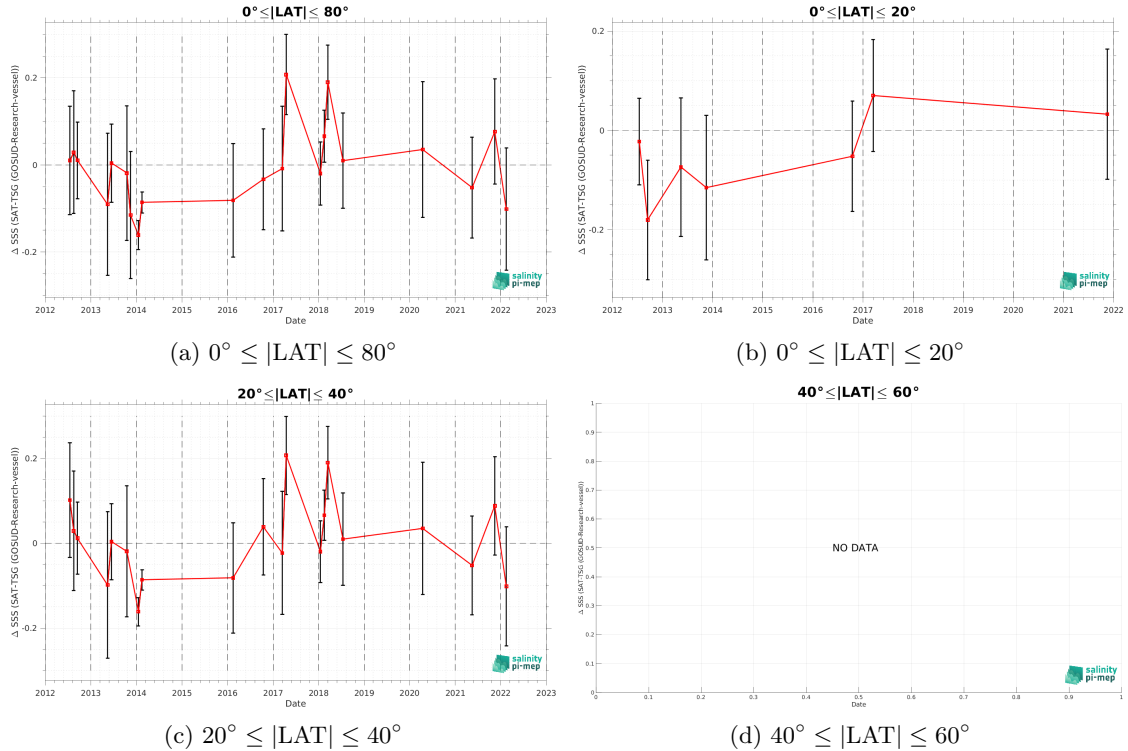 0°≤|LAT|≤ 80°
Δ SSS (SAT-TSG (GOSUD-Research-vessel))
0.2
0
-0.2
2012 2013 2014 2015 2016 2017 2018 2019 2020 2021 2022 2023
Date
salinity
pi-mep
(a) 0° ≤ |LAT| ≤ 80°
0°≤|LAT|≤ 20°
Δ SSS (SAT-TSG (GOSUD-Research-vessel))
0.2
0
-0.2
2012 2013 2014 2015 2016 2017 2018 2019 2020 2021 2022
Date
salinity
pi-mep
(b) 0° ≤ |LAT| ≤ 20°
20°≤|LAT|≤ 40°
Δ SSS (SAT-TSG (GOSUD-Research-vessel))
0.2
0
-0.2
2012 2013 2014 2015 2016 2017 2018 2019 2020 2021 2022 2023
Date
salinity
pi-mep
(c) 20° ≤ |LAT| ≤ 40°
40°≤|LAT|≤ 60°
Δ SSS (SAT-TSG (GOSUD-Research-vessel))
1
0.9
0.8
0.7
0.6
0.5
0.4
0.3
0.2
0.1
0
NO DATA
0 0.1 0.2 0.3 0.4 0.5 0.6 0.7 0.8 0.9 1
Date
salinity
pi-mep
(d) 40° ≤ |LAT| ≤ 60°